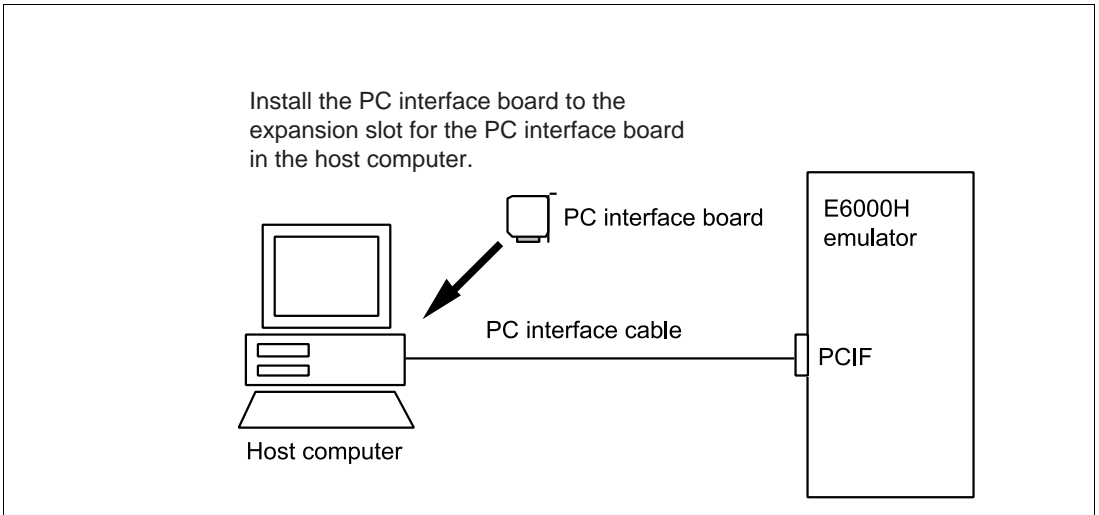 Install the PC interface board to the
expansion slot for the PC interface board
in the host computer.
PC interface board
E6000H
emulator
PC interface cable
PCIF
Host computer